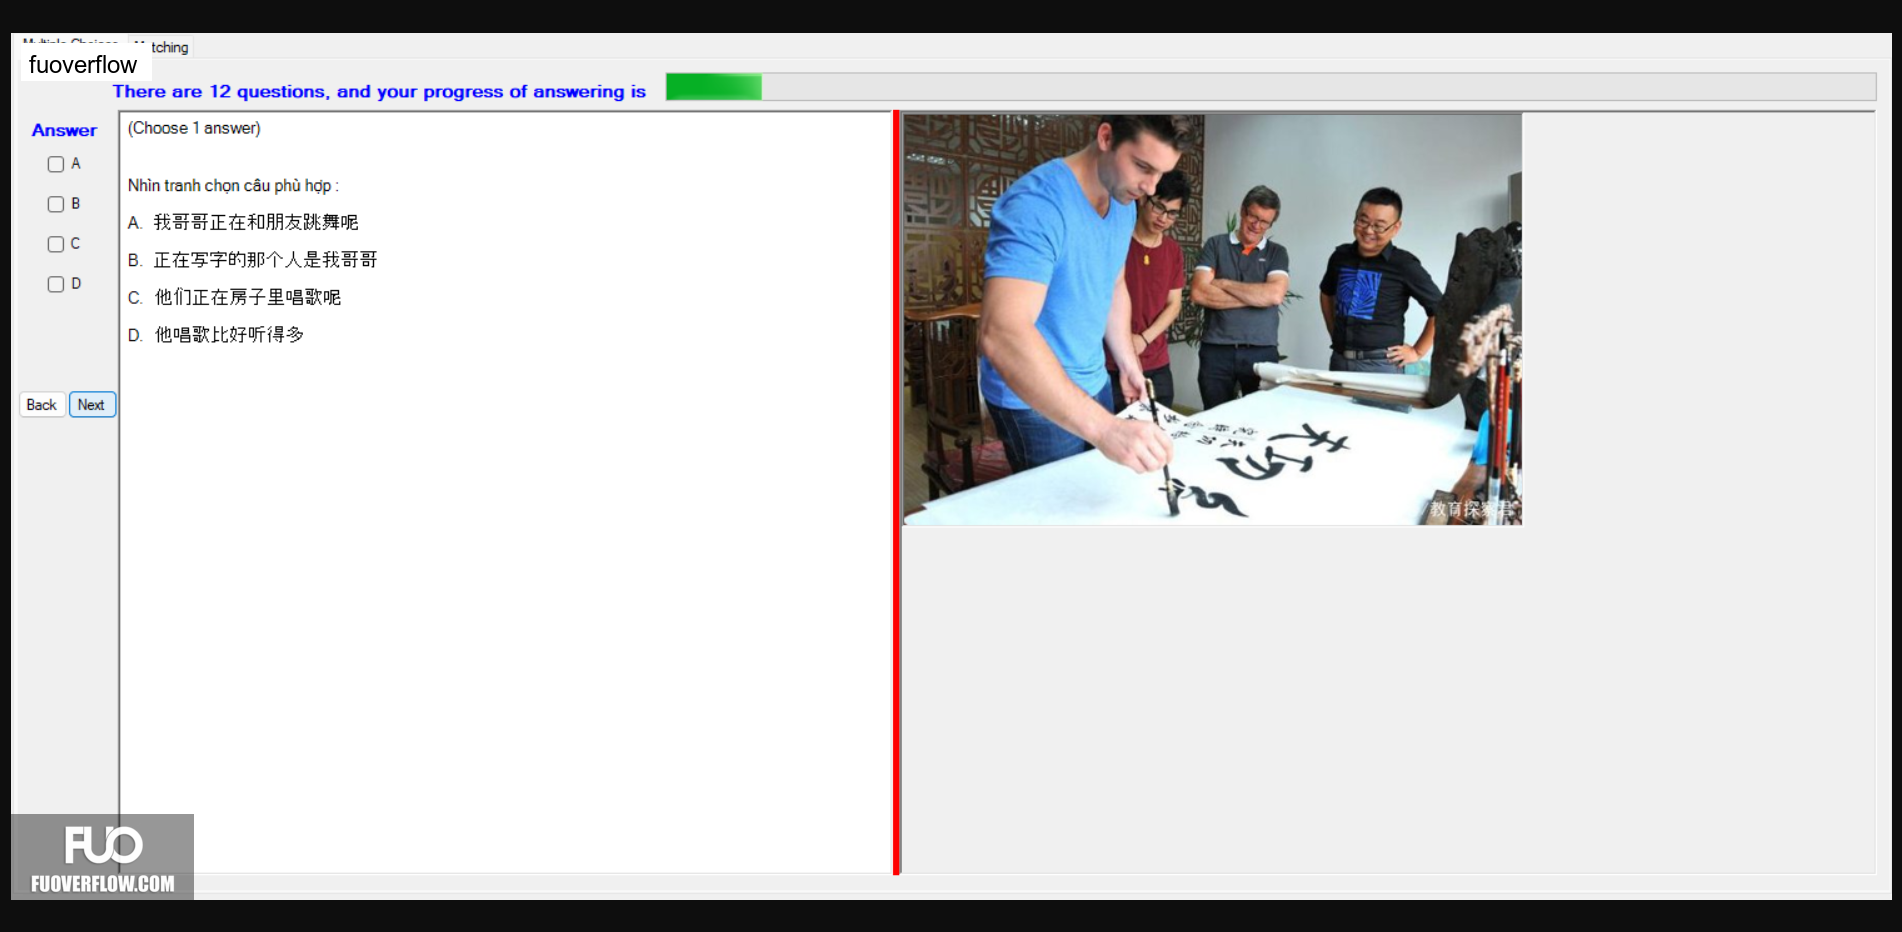 tching
fuoverflow
There are 12 questions, and your progress of answering is
Answer
A
B
C
D
Back
Next
(Choose 1 answer)
Nhìn tranh chọn câu phù hợp :
A. 我哥哥正在和朋友跳舞呢
B. 正在写字的那个人是我哥哥
C. 他们正在房子里唱歌呢
D. 他唱歌比好听得多
教育探
FUO
FUOVERFLOW.COM